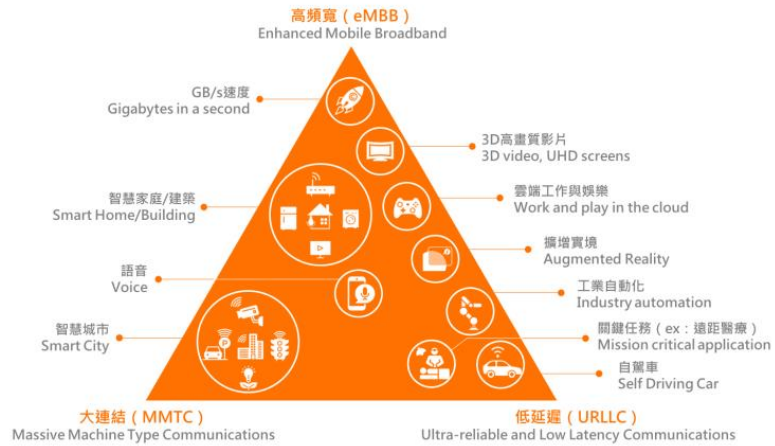 高頻寬（eMBB）
Enhanced Mobile Broadband
GB/s速度
Gigabytes in a second
3D高畫質影片
3D video, UHD screens
智慧家庭/建築
Smart Home/Building
雲端工作與娛樂
Work and play in the cloud
擴增實境
Augmented Reality
語音
Voice
工業自動化
Industry automation
智慧城市
Smart City
關鍵任務（ex：遠距醫療）
Mission critical application
自駕車
Self Driving Car
大連結（MMTC）
Massive Machine Type Communications
低延遲（URLLC）
Ultra-reliable and Low Latency Communications